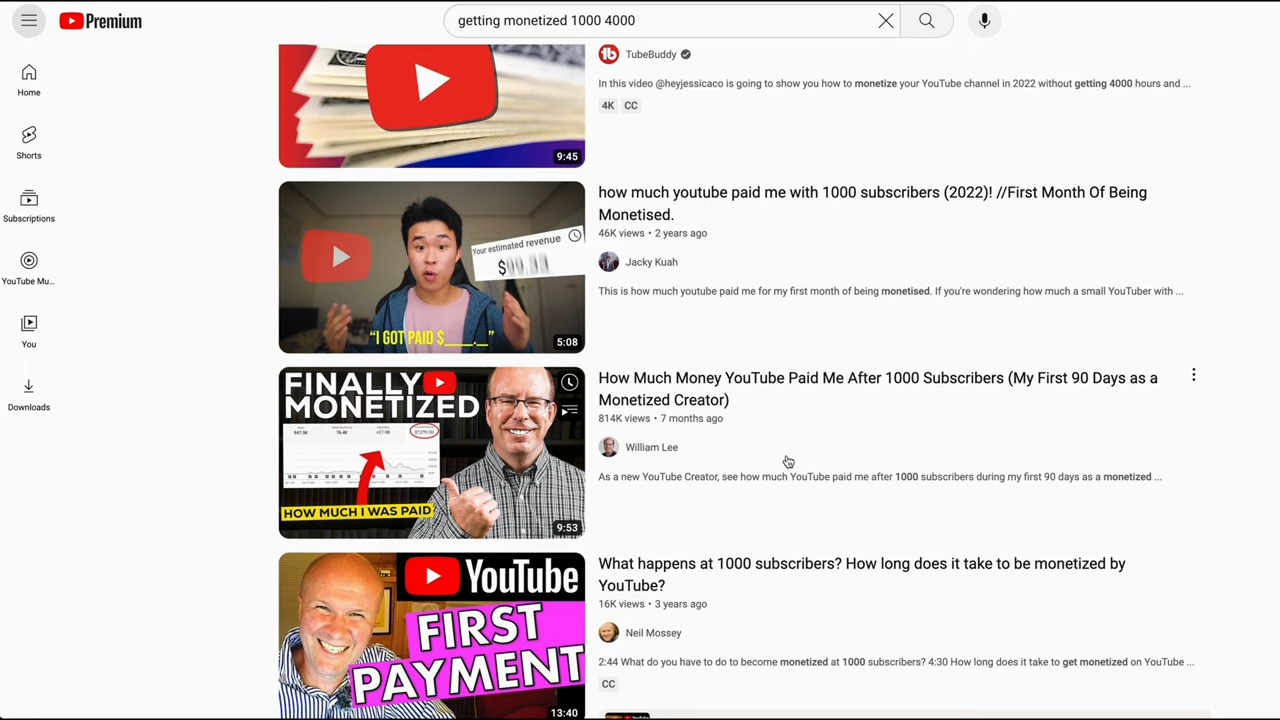 Premium
getting monetized 1000 4000
Home
Shorts
Subscriptions
YouTube Mu...
You
Downloads
9:45
TubeBuddy
In this video @heyjessicaco is going to show you how to monetize your YouTube channel in 2022 without getting 4000 hours and ...
4K CC
Your estimated revenue
$
"I GOT PAID $____.__"
5:08
how much youtube paid me with 1000 subscribers (2022)! //First Month Of Being
Monetised.
46K views • 2 years ago
Jacky Kuah
This is how much youtube paid me for my first month of being monetised. If you're wondering how much a small YouTuber with ...
FINALLY
MONETIZED
HOW MUCH I WAS PAID
9:53
How Much Money YouTube Paid Me After 1000 Subscribers (My First 90 Days as a
Monetized Creator)
814K views • 7 months ago
William Lee
As a new YouTube Creator, see how much YouTube paid me after 1000 subscribers during my first 90 days as a monetized ...
YouTube
FIRST
PAYMENT
13:40
What happens at 1000 subscribers? How long does it take to be monetized by
YouTube?
16K views • 3 years ago
Neil Mossey
2:44 What do you have to do to become monetized at 1000 subscribers? 4:30 How long does it take to get monetized on YouTube ...
CC